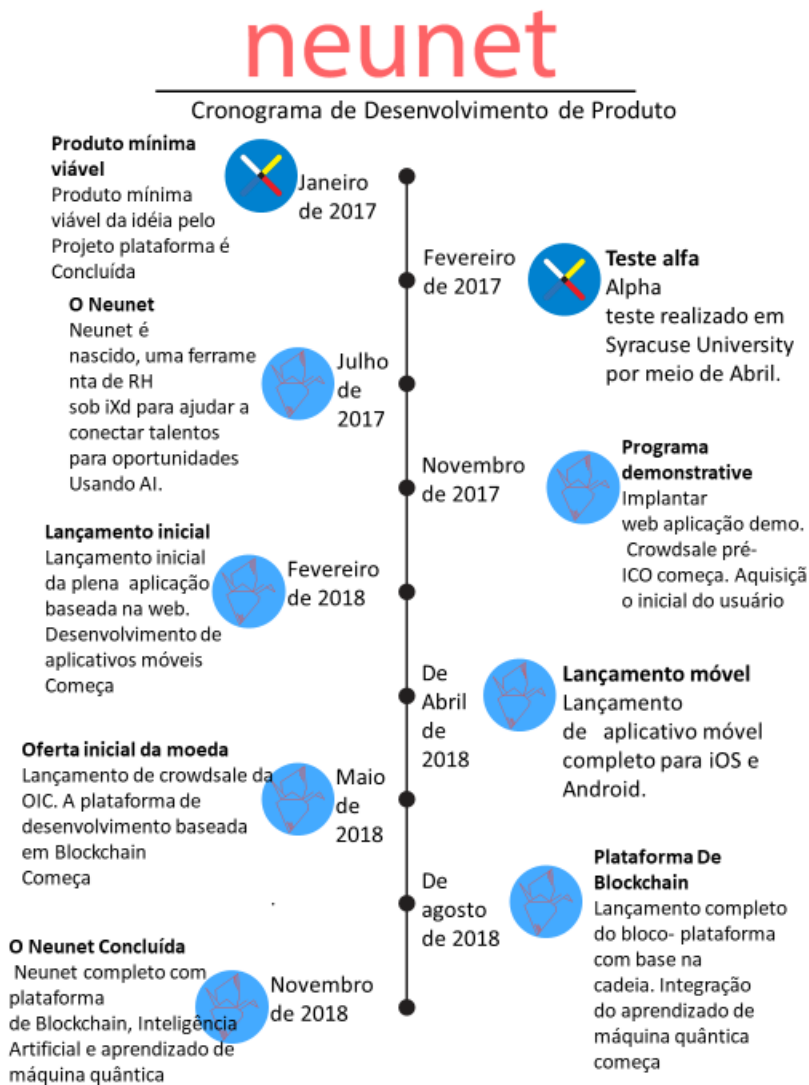 neunet
Cronograma de Desenvolvimento de Produto
Produto mínima
viável
Produto mínima
viável da idéia pelo
Projeto plataforma é
Concluída
Janeiro
de 2017
Fevereiro
de 2017
Teste alfa
Alpha
teste realizado em
Syracuse University
por meio de Abril.
O Neunet
Neunet é
nascido, uma ferrame
nta de RH
sob iXd para ajudar a
conectar talentos
para oportunidades
Usando AI.
Julho
de
2017
Novembro
de 2017
Programa
demonstrative
Implantar
web aplicação demo.
Crowdsale pré-
ICO começa. Aquisiçã
o inicial do usuário
Lançamento inicial
Lançamento inicial
da plena aplicação
baseada na web.
Desenvolvimento de
aplicativos móveis
Começa
Fevereiro
de 2018
De
Abril
de
2018
Lançamento móvel
Lançamento
de aplicativo móvel
completo para iOS e
Android.
Oferta inicial da moeda
Lançamento de crowdsale da
OIC. A plataforma de
desenvolvimento baseada
em Blockchain
Começa
Maio
de
2018
De
agosto
de 2018
Plataforma De
Blockchain
Lançamento completo
do bloco- plataforma
com base na
cadeia. Integração
do aprendizado de
máquina quântica
começa
O Neunet Concluída
Neunet completo com
plataforma
de Blockchain, Inteligência
Artificial e aprendizado de
máquina quântica
Novembro
de 2018